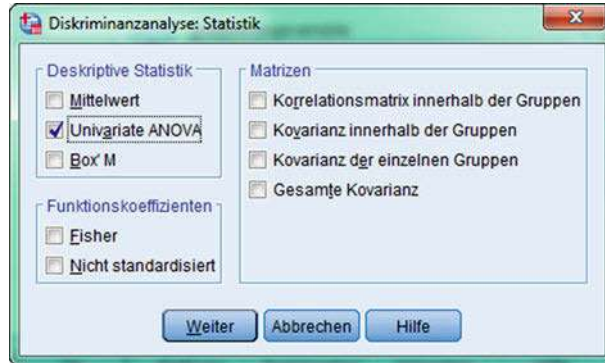 Diskriminanzanalyse: Statistik
Deskriptive Statistik
Mittelwert
Univariate ANOVA
Box' M
Funktionskoeffizienten
Fisher
Nicht standardisiert
Matrizen
Korrelationsmatrix innerhalb der Gruppen
Kovarianz innerhalb der Gruppen
Kovarianz der einzelnen Gruppen
Gesamte Kovarianz
Weiter
Abbrechen
Hilfe